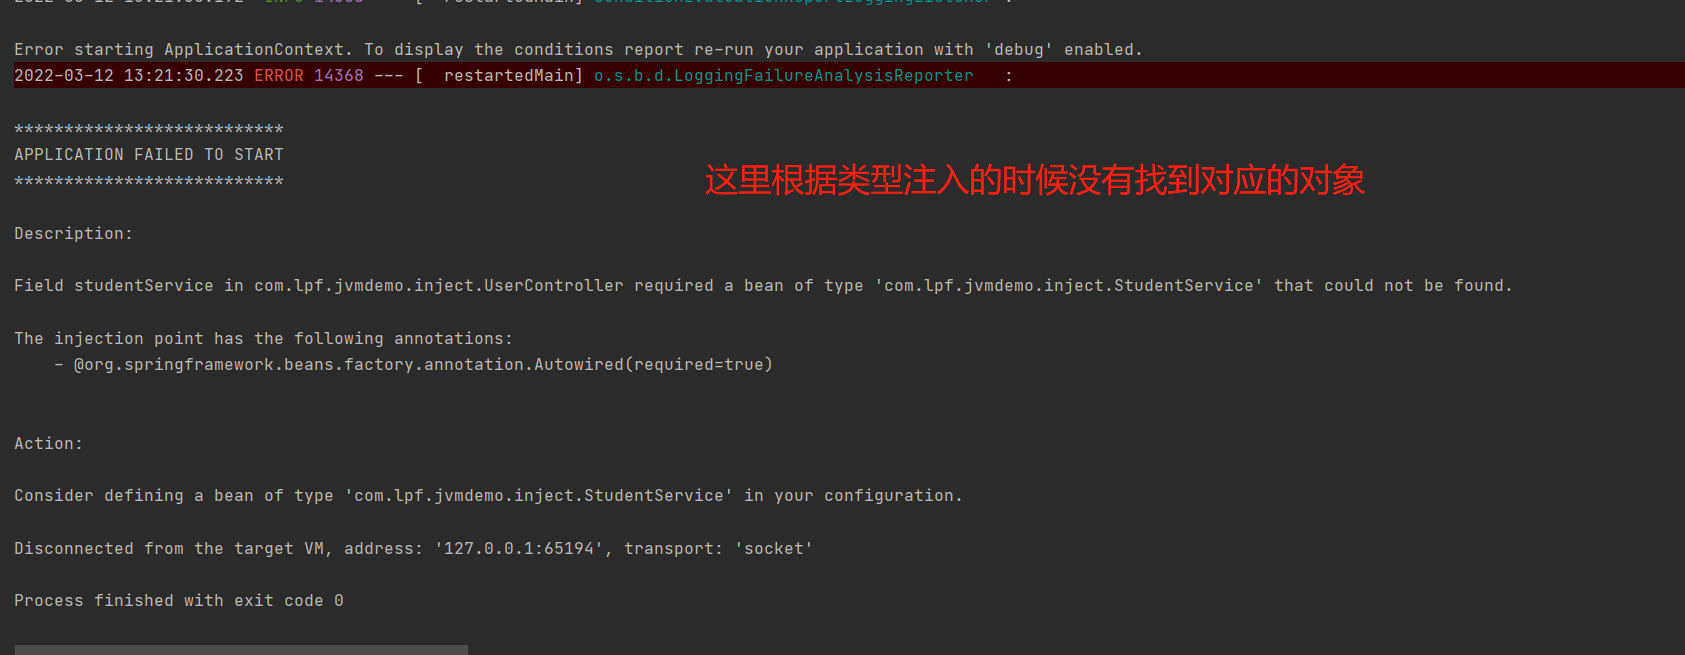 Error starting ApplicationContext. To display the conditions report re-run your application with 'debug' enabled.
2022-03-12 13:21:30.223 ERROR 14368 --- [  restartedMain] o.s.b.d.LoggingFailureAnalysisReporter   :
***************************
APPLICATION FAILED TO START
***************************
这里根据类型注入的时候没有找到对应的对象
Description:
Field studentService in com.lpf.jvmdemo.inject.UserController required a bean of type 'com.lpf.jvmdemo.inject.StudentService' that could not be found.
The injection point has the following annotations:
- @org.springframework.beans.factory.annotation.Autowired(required=true)
Action:
Consider defining a bean of type 'com.lpf.jvmdemo.inject.StudentService' in your configuration.
Disconnected from the target VM, address: '127.0.0.1:65194', transport: 'socket'
Process finished with exit code 0